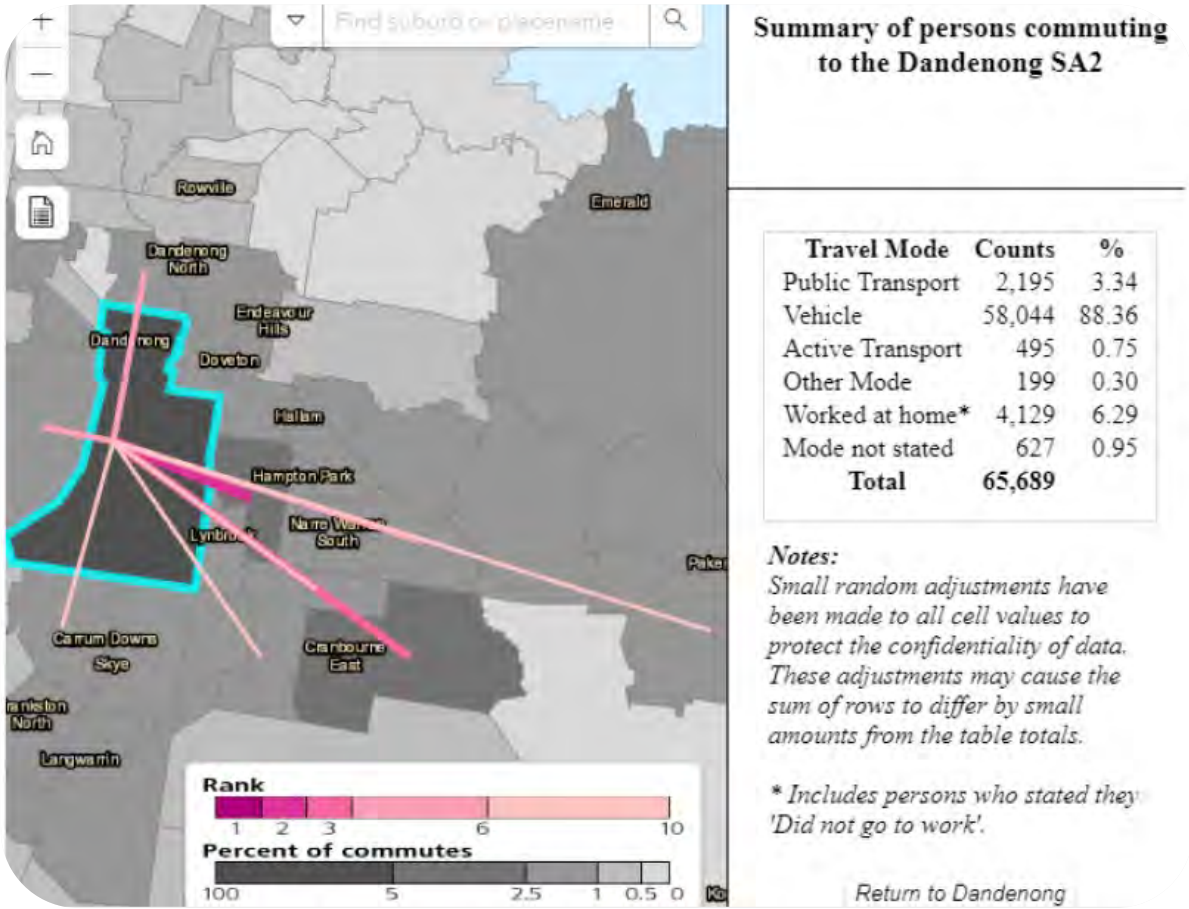 Find suburb or placename
Summary of persons commuting
to the Dandenong SA2
Rowville
Emerald
Dandenong
North
Endeavour
Hills
Dandenong
Doveton
Hallam
Hampton Park
Lynbrook
Narre Warren
South
Carrum Downs
Skye
Cranbourne
East
Langwarrin
North
Travel Mode Counts %
Public Transport 2,195 3.34
Vehicle 58,044 88.36
Active Transport 495 0.75
Other Mode 199 0.30
Worked at home* 4,129 6.29
Mode not stated 627 0.95
Total 65,689
Notes:
Small random adjustments have
been made to all cell values to
protect the confidentiality of data.
These adjustments may cause the
sum of rows to differ by small
amounts from the table totals.
* Includes persons who stated they
'Did not go to work'.
Return to Dandenong
Rank
1 2 3 6 10
Percent of commutes
100 5 2.5 1 0.5 0